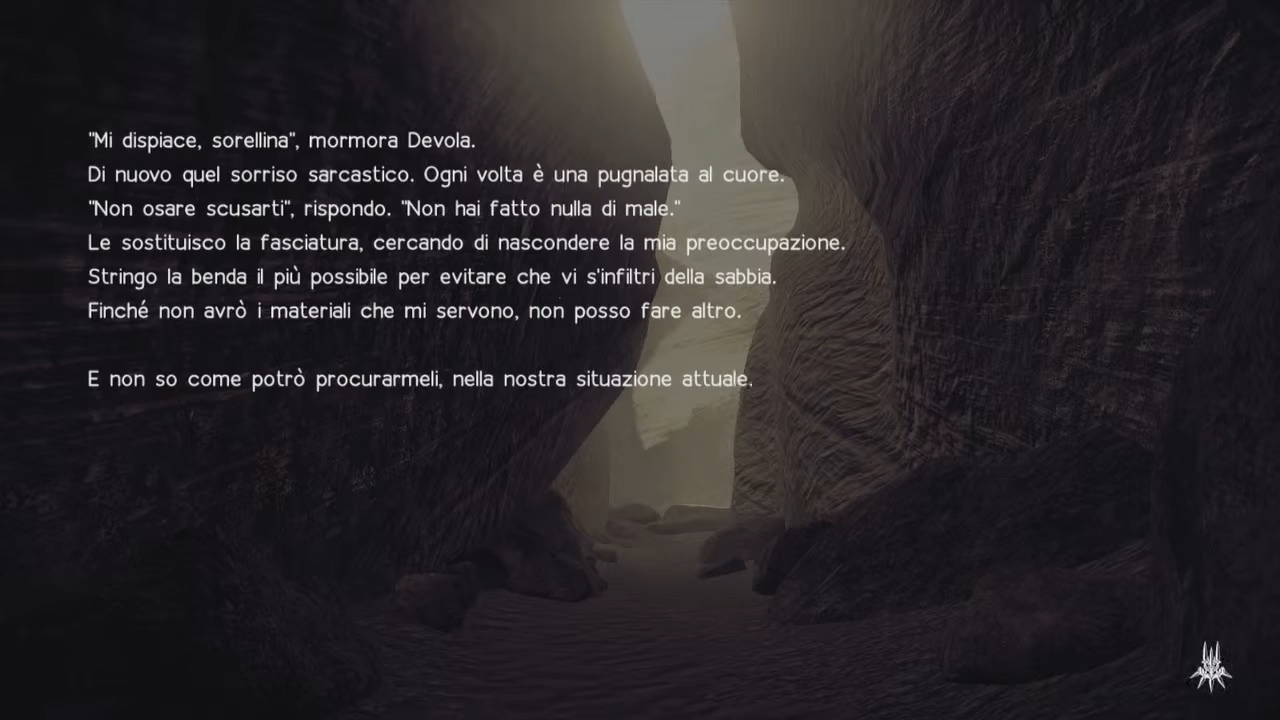 "Mi dispiace, sorellina", mormora Devola.
Di nuovo quel sorriso sarcastico. Ogni volta è una pugnalata al cuore.
"Non osare scusarti", rispondo. "Non hai fatto nulla di male."
Le sostituisco la fasciatura, cercando di nascondere la mia preoccupazione.
Stringo la benda il più possibile per evitare che vi s'infiltri della sabbia.
Finché non avrò i materiali che mi servono, non posso fare altro.
E non so come potrò procurarmeli, nella nostra situazione attuale.